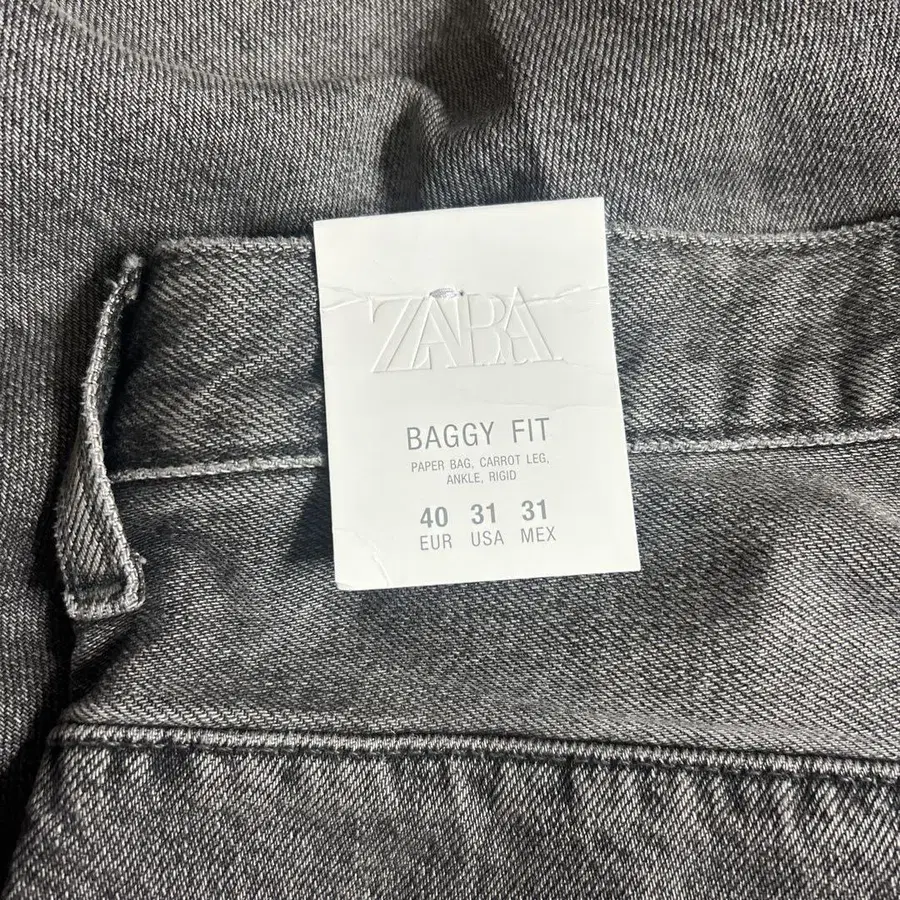 ZARA
BAGGY FIT
PAPER BAG, CARROT LEG,
ANKLE, RIGID
40 31 31
EUR USA MEX